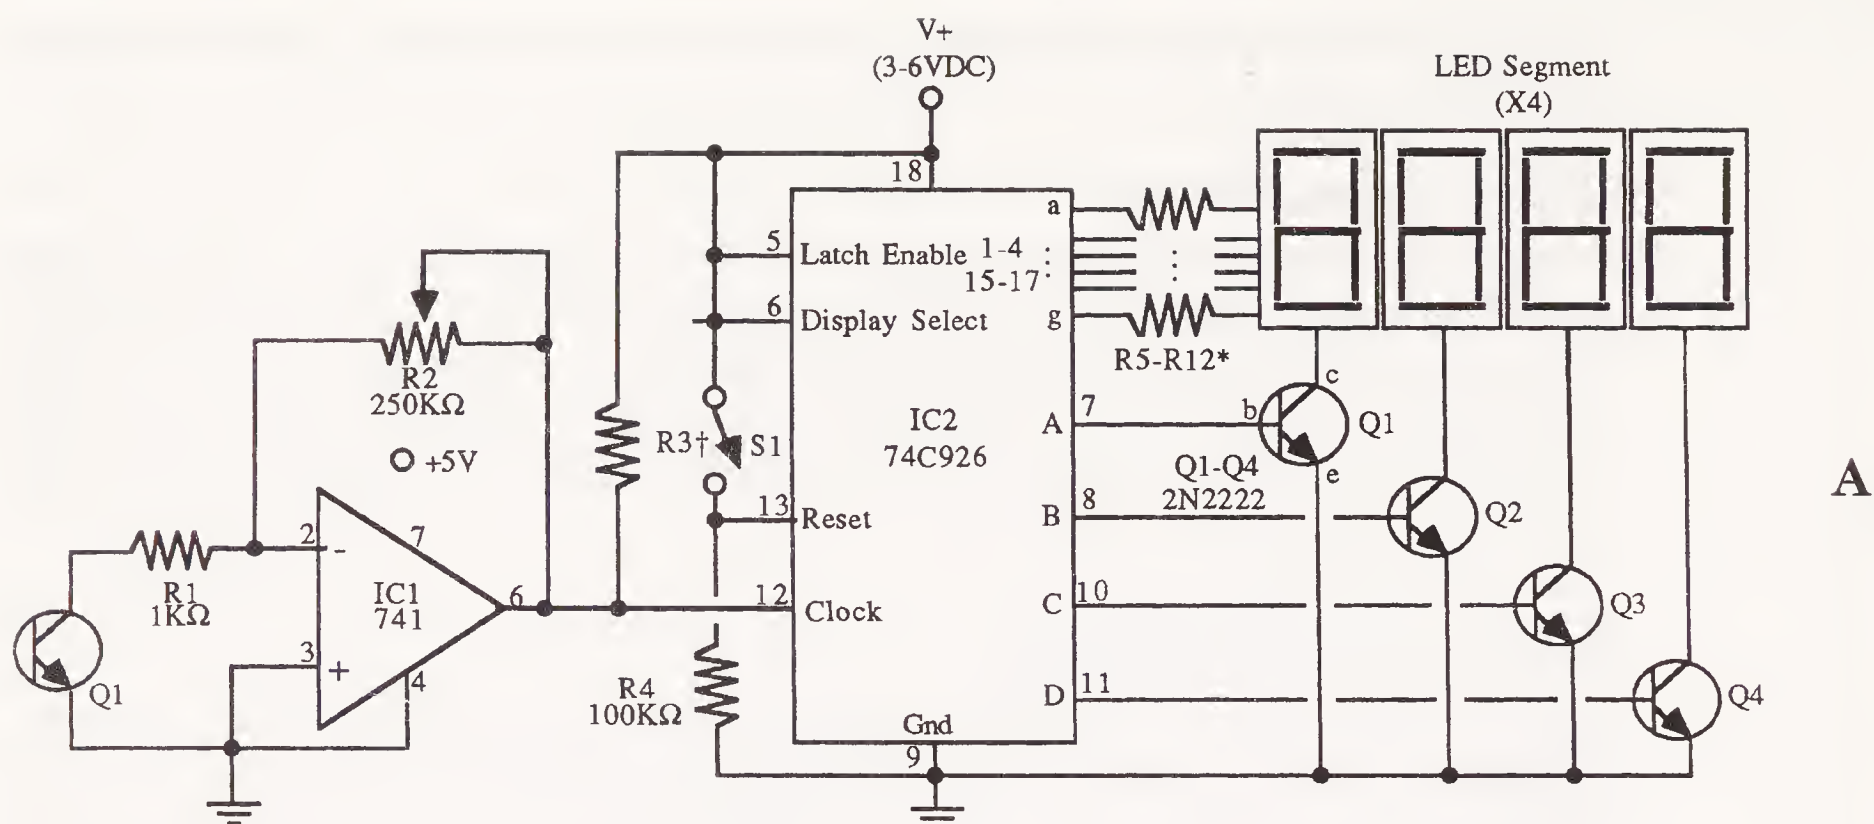 V+
(3-6VDC)
LED Segment
(X4)
18
a
5
Latch Enable
1-4
15-17
6
Display Select
g
R5-R12*
R2
250KΩ
+5V
R3†
S1
IC2
74C926
A
7
b
c
e
Q1
Q1-Q4
2N2222
13
Reset
B
8
Q2
A
2
-
7
R1
1KΩ
IC1
741
6
12
Clock
C
10
Q3
3
+
4
Q1
R4
100KΩ
D
11
Q4
Gnd
9